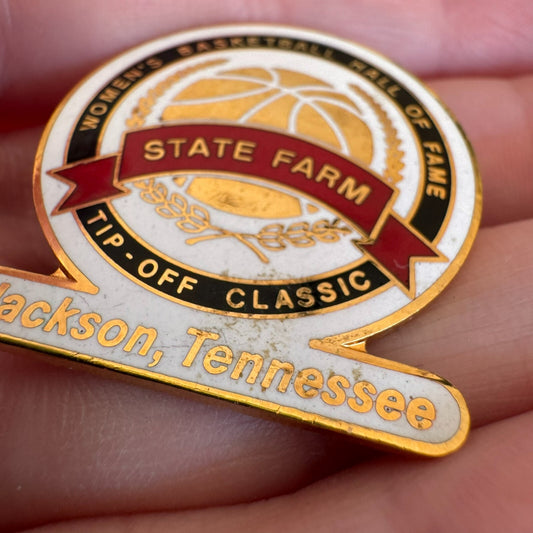 WOMEN'S BASKETBALL HALL OF FAME
STATE FARM
TIP-OFF CLASSIC
Jackson, Tennessee